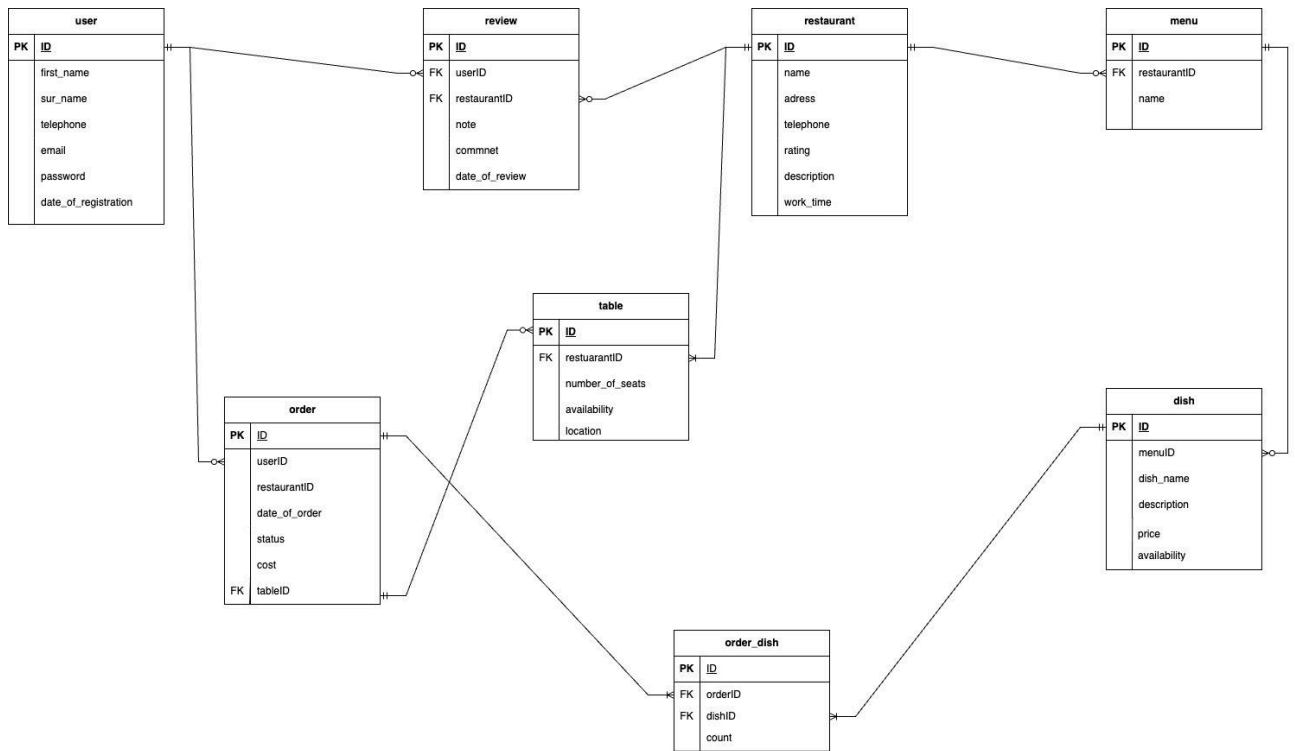 user
PK ID
first_name
sur_name
telephone
email
password
date_of_registration
review
PK ID
FK userID
FK restaurantID
note
commnet
date_of_review
restaurant
PK ID
name
adress
telephone
rating
description
work_time
menu
PK ID
FK restaurantID
name
table
PK ID
FK restuarantID
number_of_seats
availability
location
order
PK ID
userID
restaurantID
date_of_order
status
cost
FK tableID
dish
PK ID
menuID
dish_name
description
price
availability
order_dish
PK ID
FK orderID
FK dishID
count